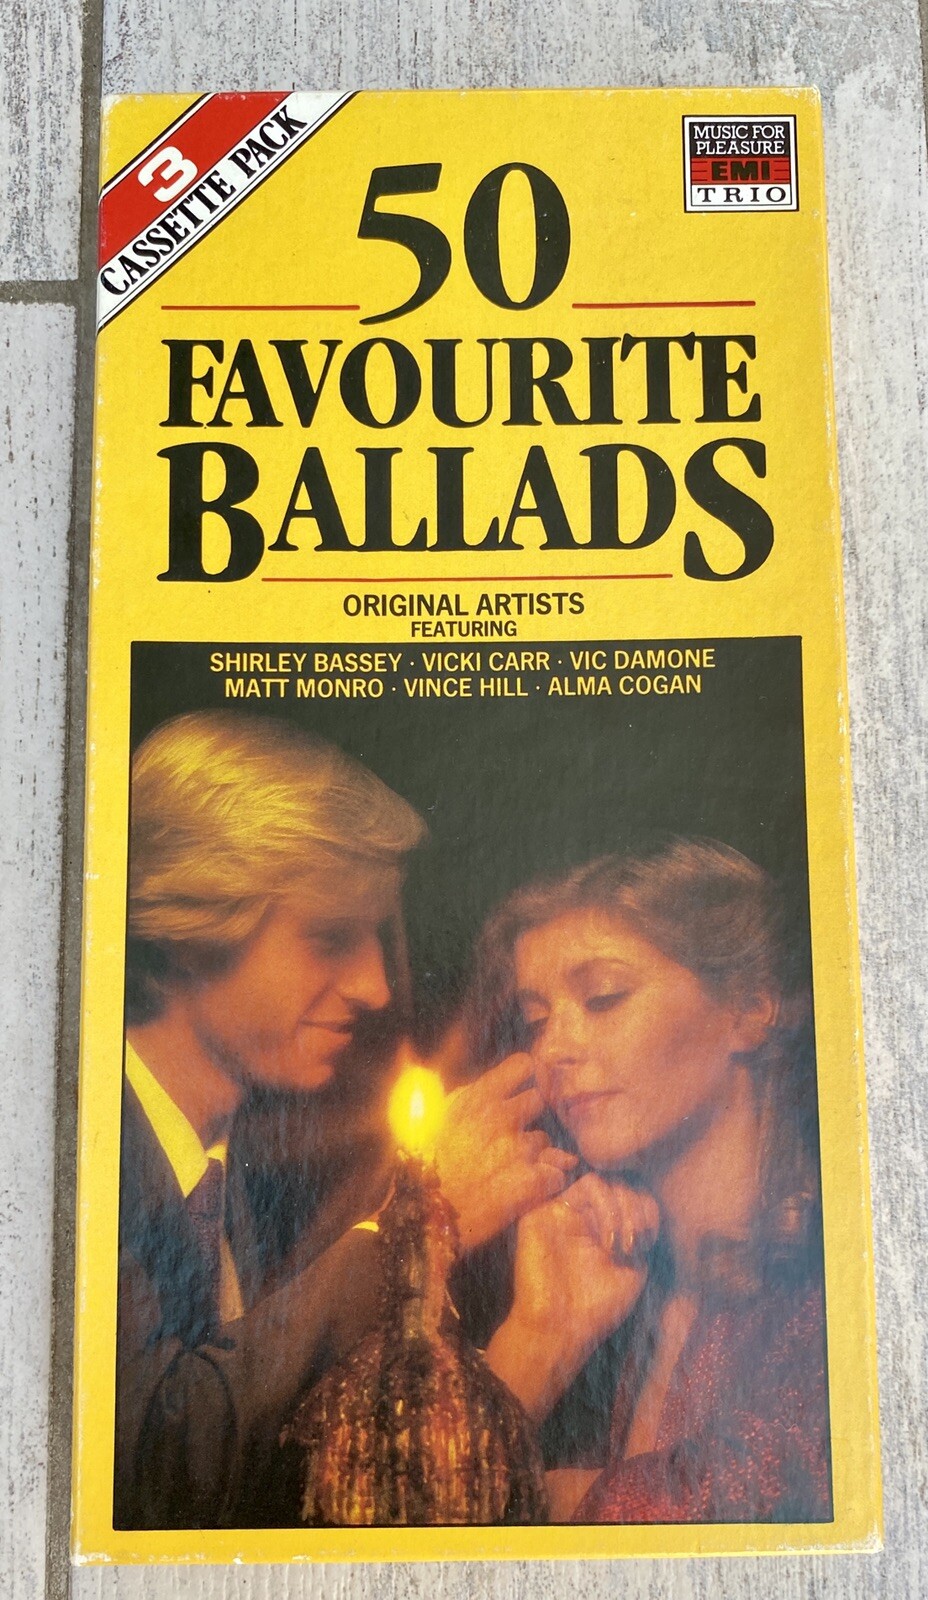 3
CASSETTE PACK
MUSIC FOR
PLEASURE
EMI
TRIO
50
FAVOURITE
BALLADS
ORIGINAL ARTISTS
FEATURING
SHIRLEY BASSEY · VICKI CARR · VIC DAMONE
MATT MONRO · VINCE HILL · ALMA COGAN